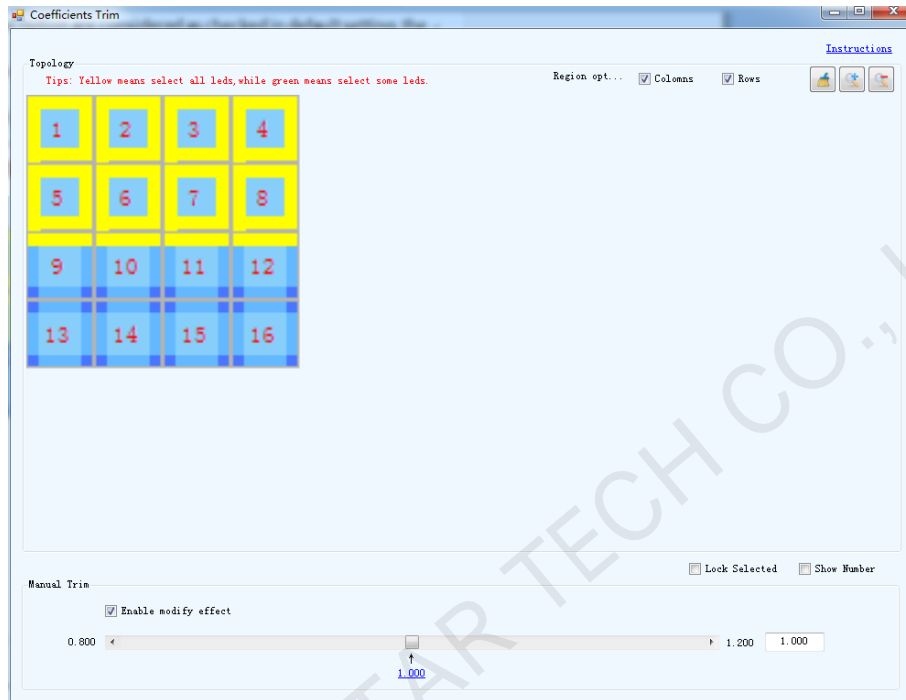 Coefficients Trim
Instructions
Topology
Tips: Yellow means select all leds,while green means select some leds.
Region opt... Colomns Rows
1 2 3 4
5 6 7 8
9 10 11 12
13 14 15 16
Lock Selected Show Number
Manual Trim
Enable modify effect
0.800 1.200 1.000
1.000
TAR TECH CO.,